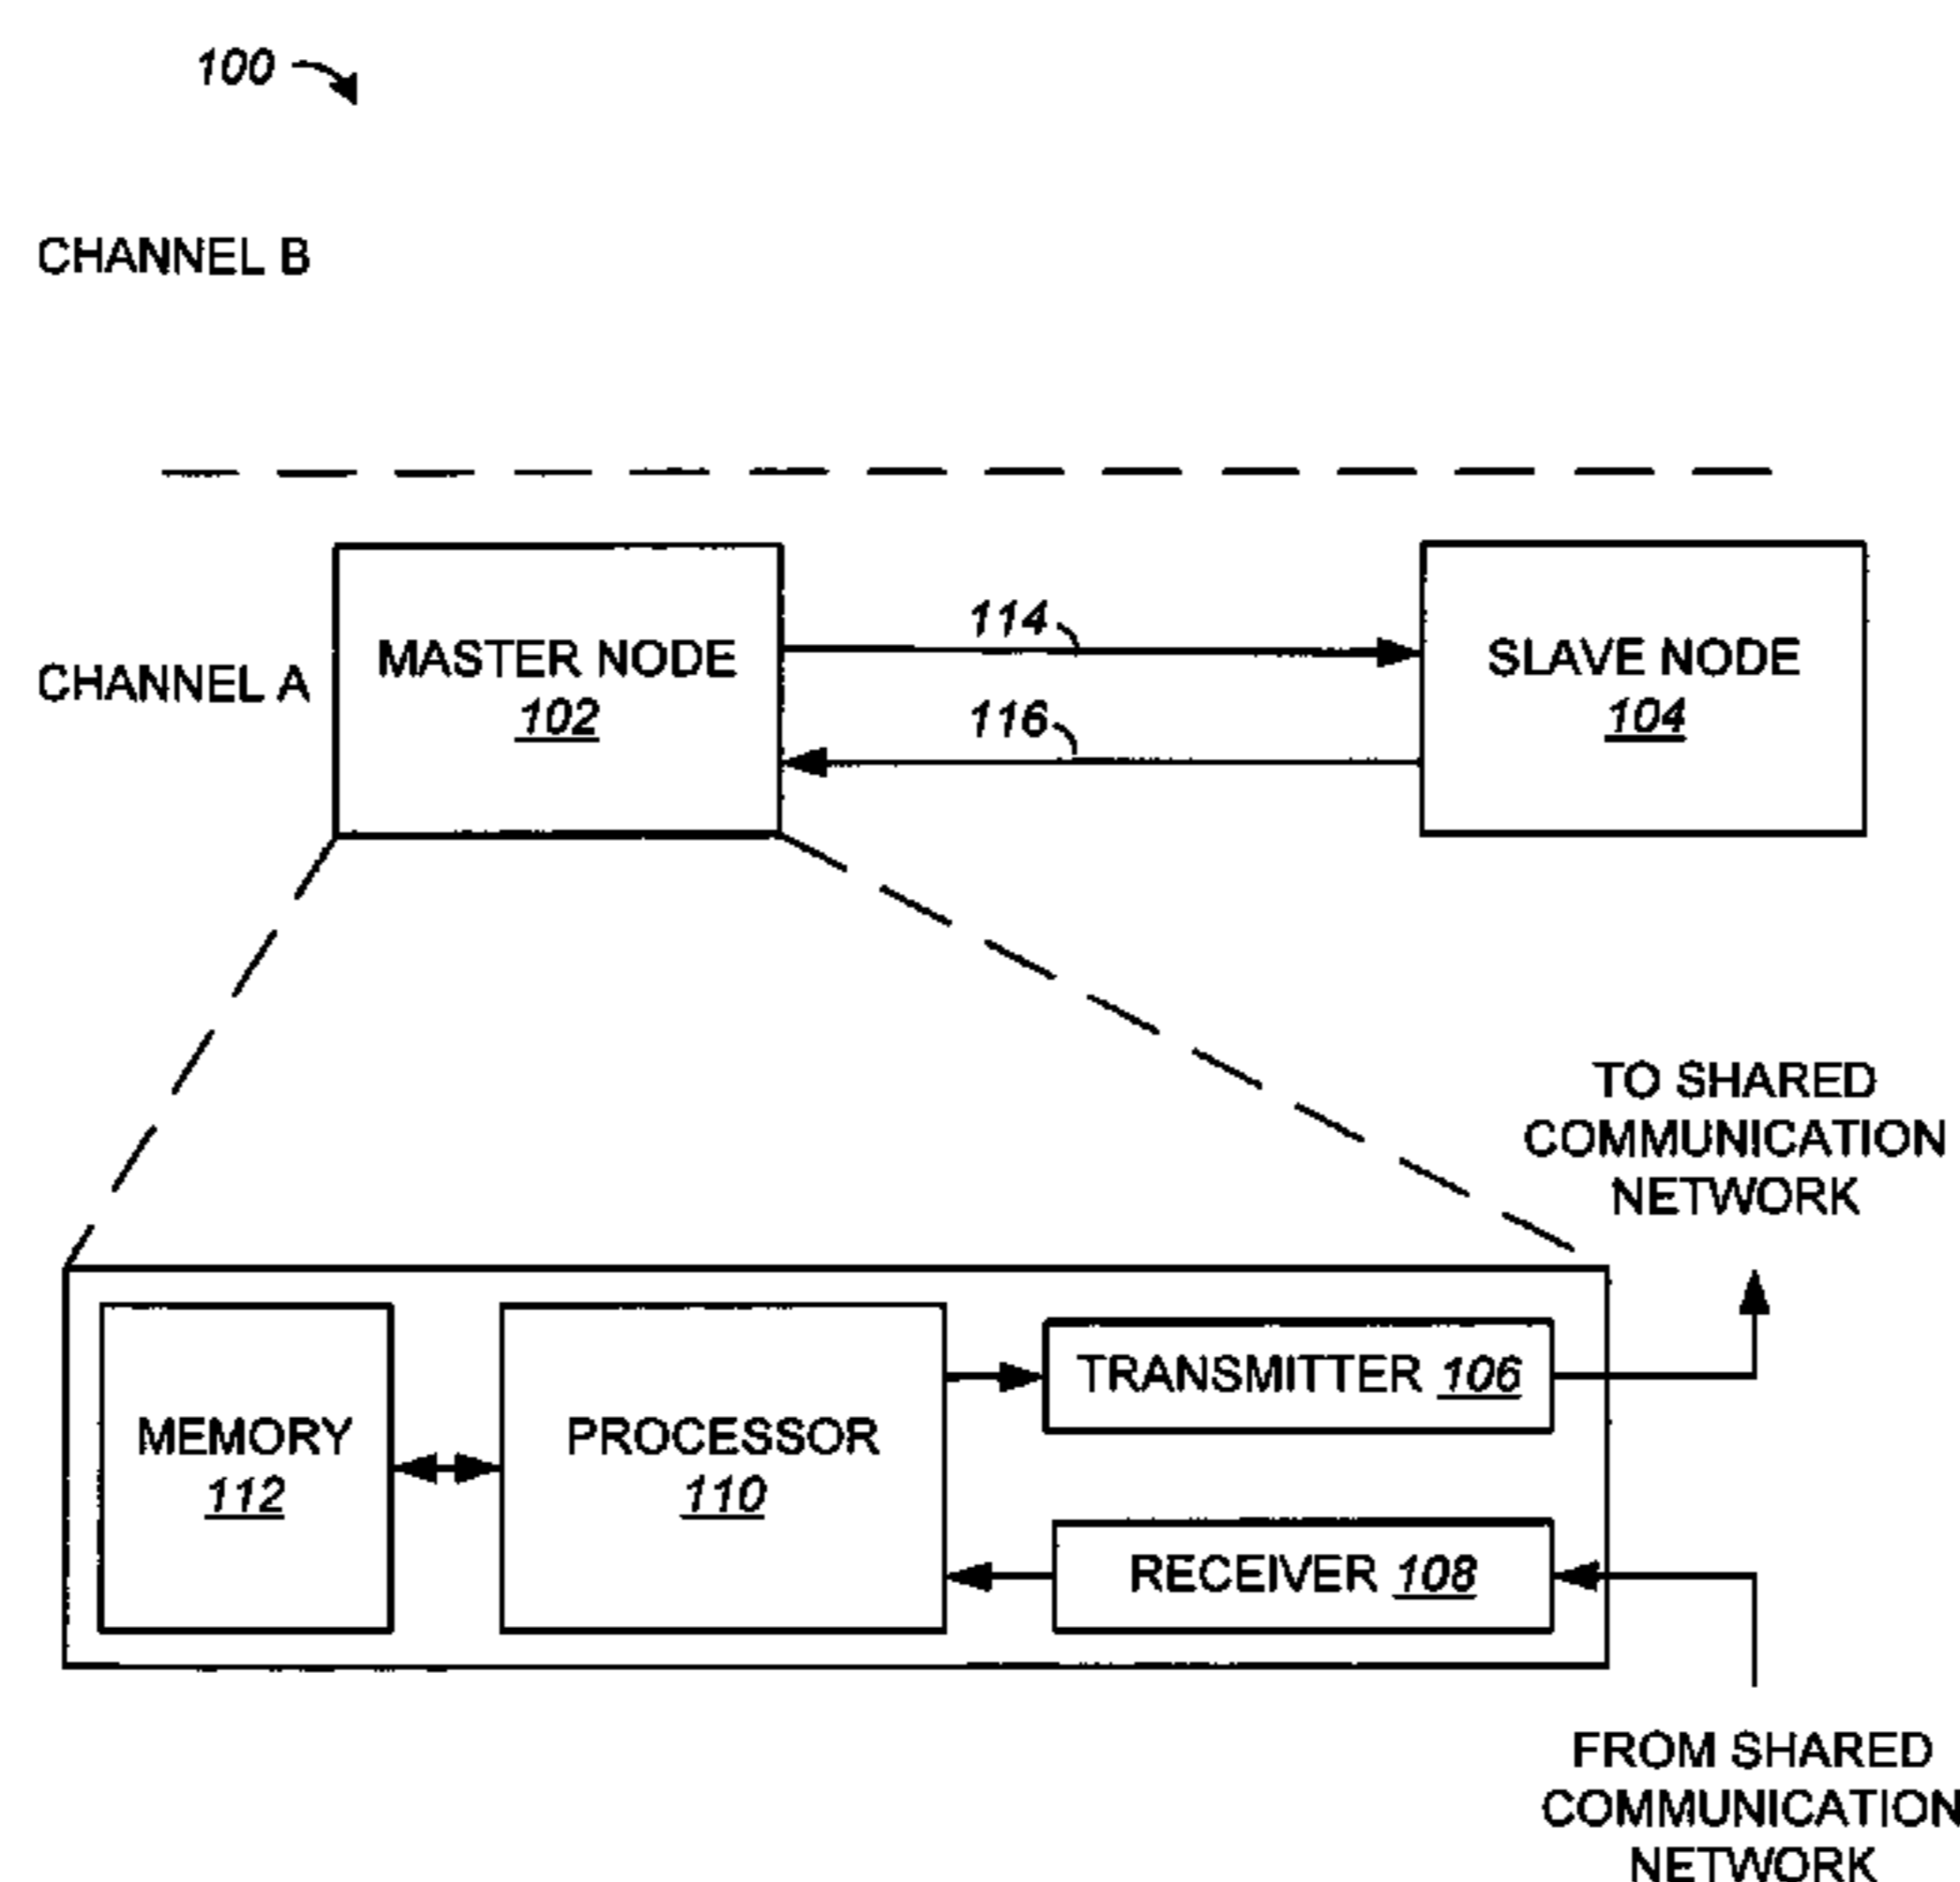 100
CHANNEL B
CHANNEL A
MASTER NODE
102
114
116
SLAVE NODE
104
TO SHARED
COMMUNICATION
NETWORK
MEMORY
112
PROCESSOR
110
TRANSMITTER 106
RECEIVER 108
FROM SHARED
COMMUNICATION
NETWORK